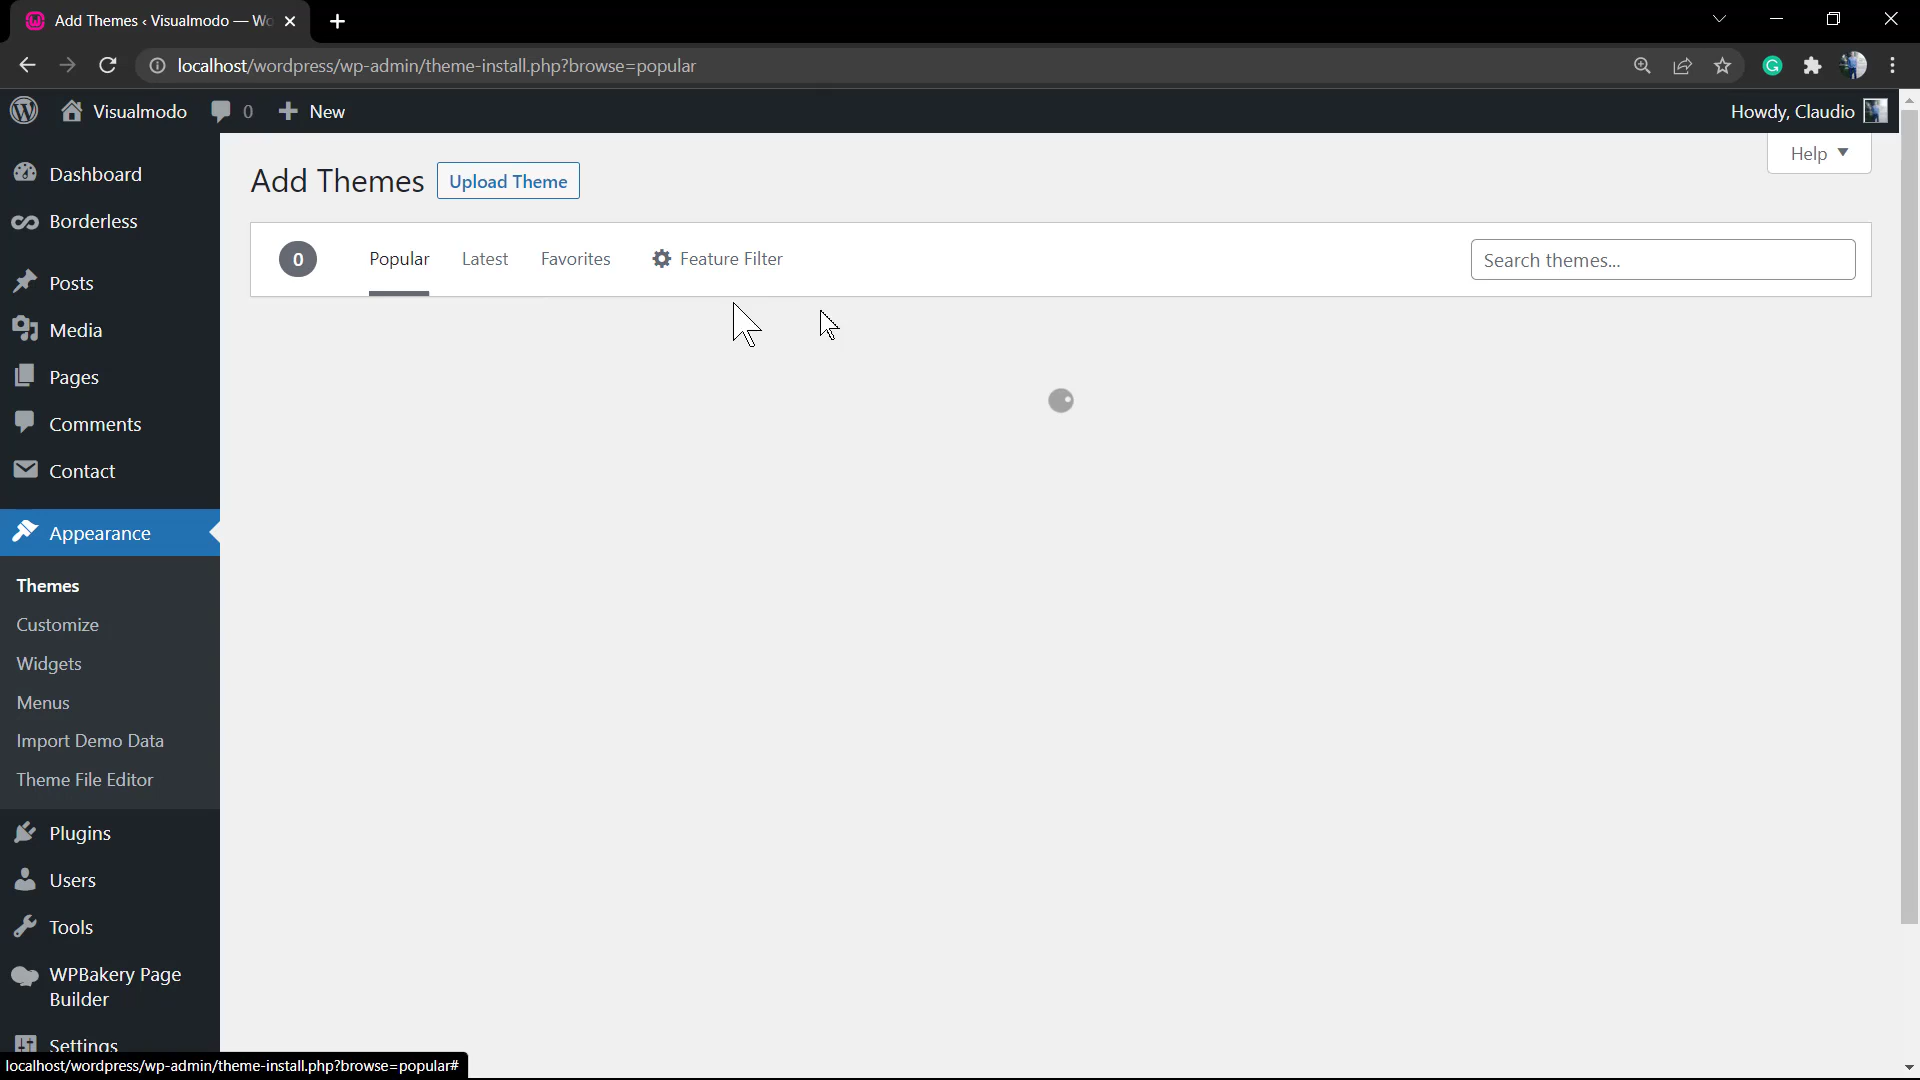 Add Themes ‹ Visualmodo — Wo
localhost/wordpress/wp-admin/theme-install.php?browse=popular
Visualmodo
0
New
Howdy, Claudio
Help
Add Themes
Upload Theme
0
Popular
Latest
Favorites
Feature Filter
Search themes...
Dashboard
Borderless
Posts
Media
Pages
Comments
Contact
Appearance
Themes
Customize
Widgets
Menus
Import Demo Data
Theme File Editor
Plugins
Users
Tools
WPBakery Page
Builder
Settings
localhost/wordpress/wp-admin/theme-install.php?browse=popular#